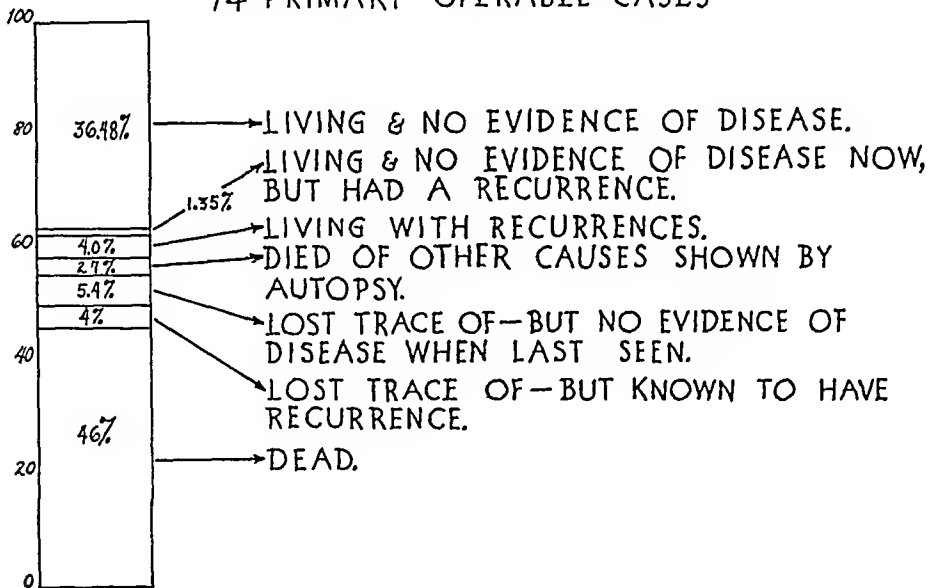 74 PRIMARY OPERABLE CASES
100
80
60
40
20
0
36.48%
1.35%
4.0%
2.7%
5.4%
4%
46%
LIVING & NO EVIDENCE OF DISEASE.
LIVING & NO EVIDENCE OF DISEASE NOW,
BUT HAD A RECURRENCE.
LIVING WITH RECURRENCES.
DIED OF OTHER CAUSES SHOWN BY
AUTOPSY.
LOST TRACE OF—BUT NO EVIDENCE OF
DISEASE WHEN LAST SEEN.
LOST TRACE OF—BUT KNOWN TO HAVE
RECURRENCE.
DEAD.